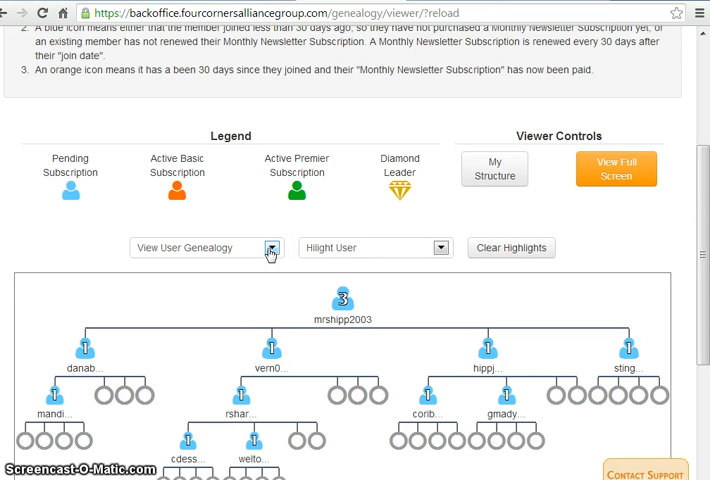 https://backoffice.fourcornersalliancegroup.com/genealogy/viewer/?reload
2. A blue icon means either that the member joined less than 30 days ago, so they have not purchased a Monthly Newsletter Subscription yet, or
an existing member has not renewed their Monthly Newsletter Subscription. A Monthly Newsletter Subscription is renewed every 30 days after
their "join date".
3. An orange icon means it has a been 30 days since they joined and their "Monthly Newsletter Subscription" has now been paid.
Legend
Viewer Controls
Pending
Subscription
Active Basic
Subscription
Active Premier
Subscription
Diamond
Leader
My
Structure
View Full
Screen
View User Genealogy
Hilight User
Clear Highlights
3
mrshipp2003
1 1 1 1
danab... vern0... hippj... sting...
1 1 1 1
mandi... rshar... corib... gmady...
1 1
cdess... welto...
Screencast-O-Matic.com
CONTACT SUPPORT